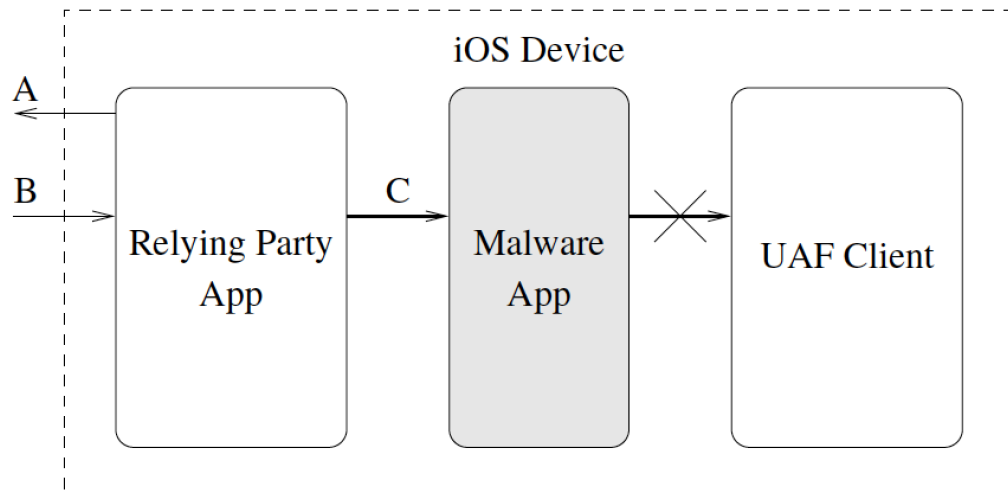 iOS Device
A
B
C
Relying Party
App
Malware
App
UAF Client